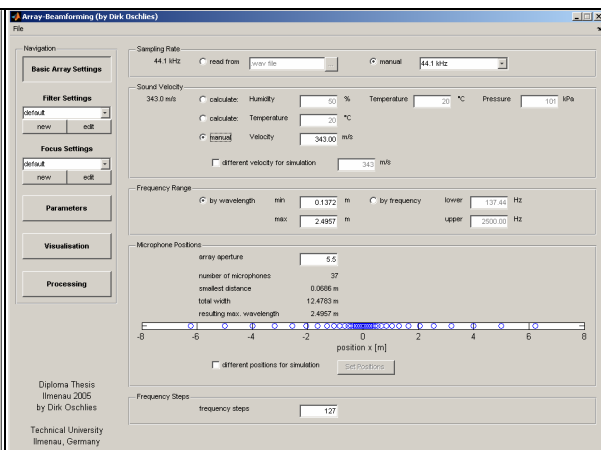 Array-Beamforming (by Dirk Oschlies)
File
Navigation
Basic Array Settings
Filter Settings
default
new edit
Focus Settings
default
new edit
Parameters
Visualisation
Processing
Diploma Thesis
Ilmenau 2005
by Dirk Oschlies
Technical University
Ilmenau, Germany
Sampling Rate
44.1 kHz read from wav file ... manual 44.1 kHz
Sound Velocity
343.0 m/s calculate: Humidity 50 % Temperature 20 °C Pressure 101 kPa
calculate: Temperature 20 °C
manual Velocity 343.00 m/s
different velocity for simulation 343 m/s
Frequency Range
by wavelength min 0.1372 m by frequency lower 137.44 Hz
max 2.4957 m upper 2500.00 Hz
Microphone Positions
array aperture 5.5
number of microphones 37
smallest distance 0.0686 m
total width 12.4783 m
resulting max. wavelength 2.4957 m
-8 -6 -4 -2 0 2 4 6 8
position x [m]
different positions for simulation Set Positions
Frequency Steps
frequency steps 127